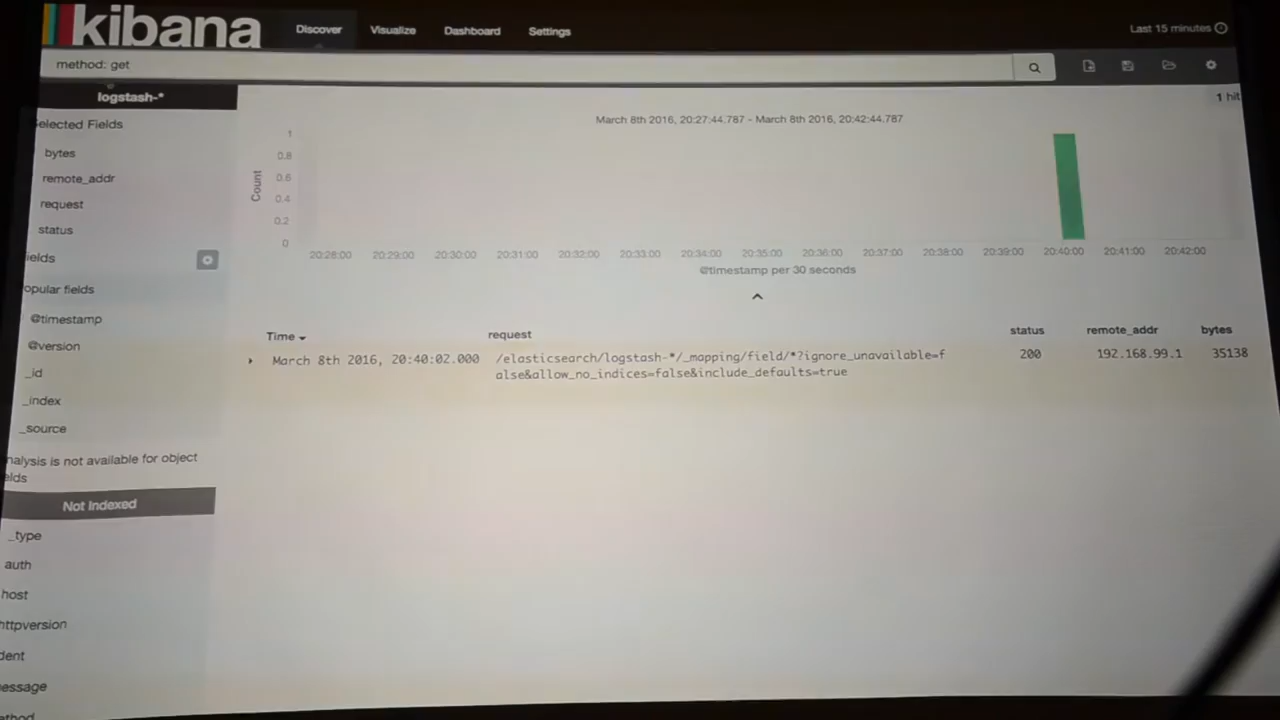 kibana
Discover Visualize Dashboard Settings Last 15 minutes
method: get
logstash-* 1 hit
elected Fields
March 8th 2016, 20:27:44.787 - March 8th 2016, 20:42:44.787
bytes
remote_addr
request
status
ields
opular fields
@timestamp
@version
_id
_index
_source
nalysis is not available for object
elds
Not Indexed
_type
auth
host
httpversion
dent
essage
ethod
Count
1
0.8
0.6
0.4
0.2
0
20:28:00 20:29:00 20:30:00 20:31:00 20:32:00 20:33:00 20:34:00 20:35:00 20:36:00 20:37:00 20:38:00 20:39:00 20:40:00 20:41:00 20:42:00
@timestamp per 30 seconds
Time request status remote_addr bytes
March 8th 2016, 20:40:02.000 /elasticsearch/logstash-*/_mapping/field/*?ignore_unavailable=f 200 192.168.99.1 35138
alse&allow_no_indices=false&include_defaults=true